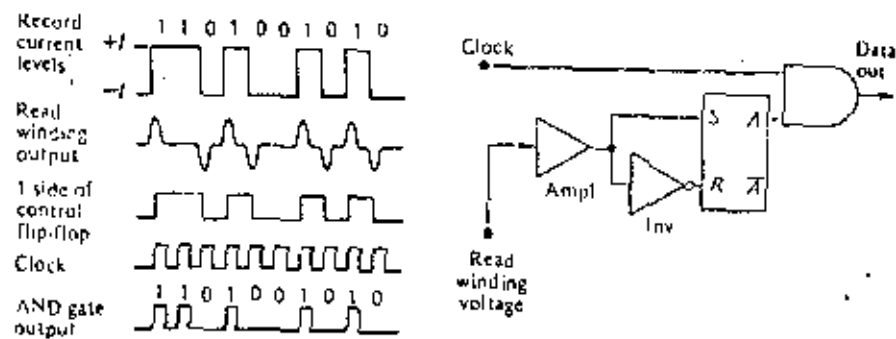 Record
current
levels
+I
−I
1 1 0 1 0 0 1 0 1 0
Read
winding
output
1 side of
control
flip-flop
Clock
1 1 0 1 0 0 1 0 1 0
AND gate
output
Clock
Data
out
S A
R A̅
Ampl
Inv
Read
winding
voltage